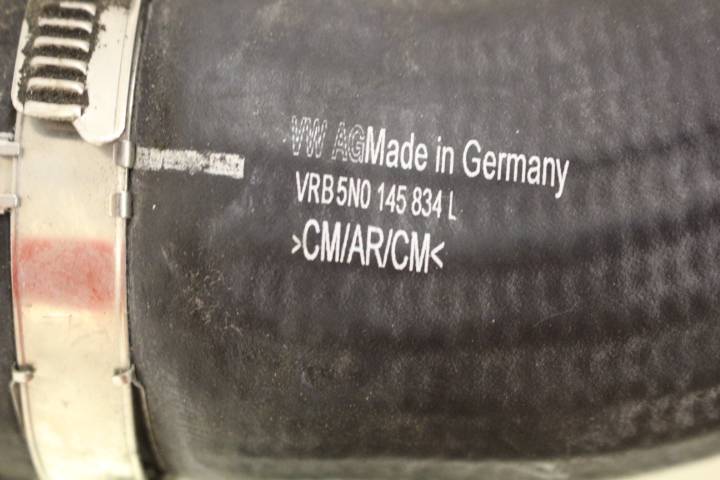 VW AG Made in Germany
VRB 5N0 145 834 L
>CM/AR/CM<